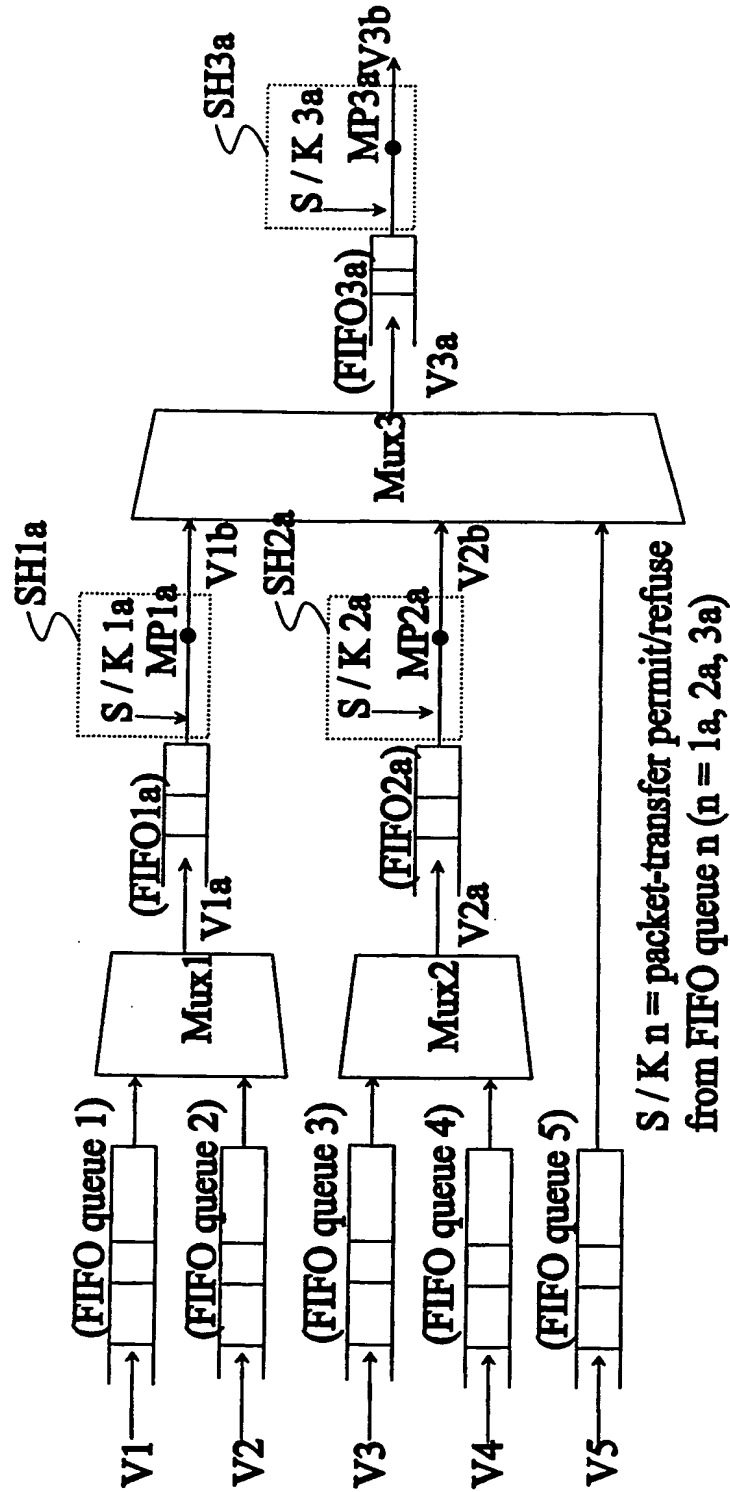 V1
(FIFO queue 1)
V2
(FIFO queue 2)
V3
(FIFO queue 3)
V4
(FIFO queue 4)
V5
(FIFO queue 5)
Mux1
V1a
(FIFO1a)
S / K 1a
MP1a
SH1a
V1b
Mux2
V2a
(FIFO2a)
S / K 2a
MP2a
SH2a
V2b
Mux3
V3a
(FIFO3a)
S / K 3a
MP3a
SH3a
V3b
S / K n = packet-transfer permit/refuse
from FIFO queue n (n = 1a, 2a, 3a)